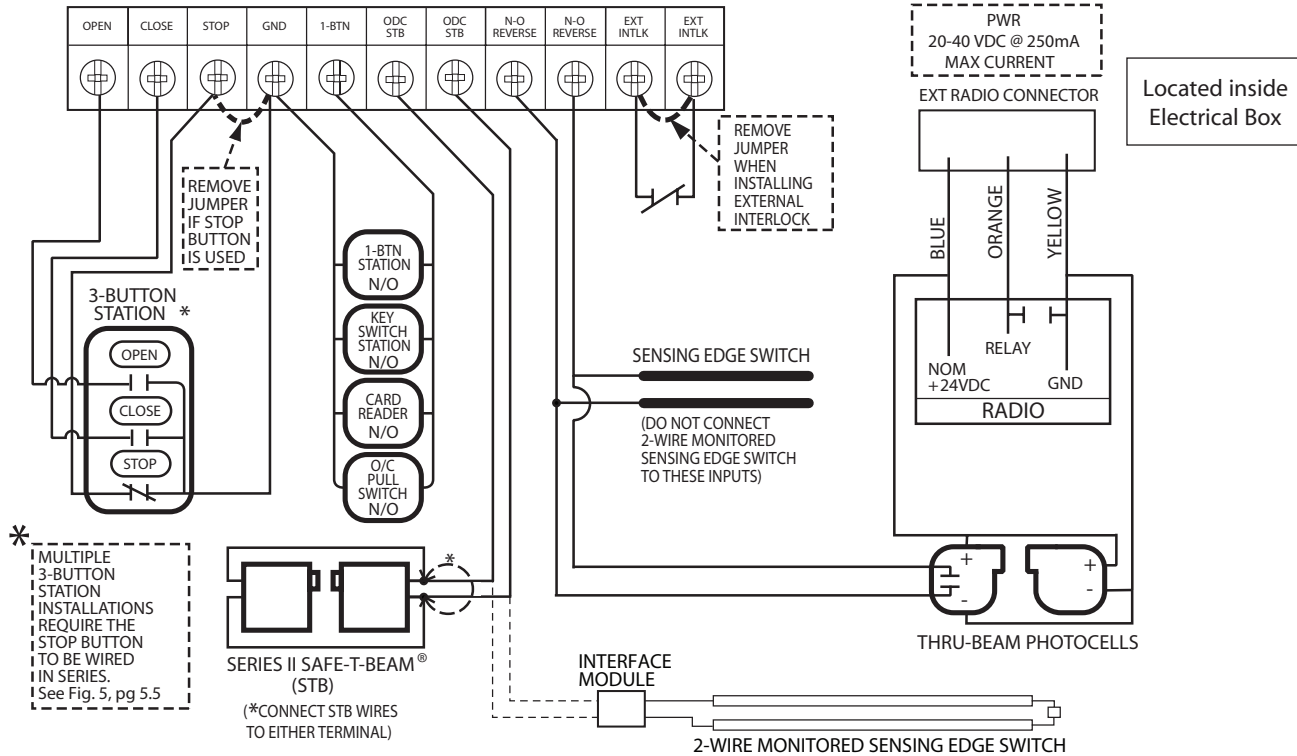 OPEN
CLOSE
STOP
GND
1-BTN
ODC
STB
ODC
STB
N-O
REVERSE
N-O
REVERSE
EXT
INTLK
EXT
INTLK
PWR
20-40 VDC @ 250mA
MAX CURRENT
EXT RADIO CONNECTOR
Located inside
Electrical Box
REMOVE
JUMPER
IF STOP
BUTTON
IS USED
REMOVE
JUMPER
WHEN
INSTALLING
EXTERNAL
INTERLOCK
BLUE
ORANGE
YELLOW
3-BUTTON
STATION *
OPEN
CLOSE
STOP
1-BTN
STATION
N/O
KEY
SWITCH
STATION
N/O
CARD
READER
N/O
O/C
PULL
SWITCH
N/O
SENSING EDGE SWITCH
(DO NOT CONNECT
2-WIRE MONITORED
SENSING EDGE SWITCH
TO THESE INPUTS)
RELAY
NOM
+24VDC
GND
RADIO
*
MULTIPLE
3-BUTTON
STATION
INSTALLATIONS
REQUIRE THE
STOP BUTTON
TO BE WIRED
IN SERIES.
See Fig. 5, pg 5.5
*
SERIES II SAFE-T-BEAM®
(STB)
(*CONNECT STB WIRES
TO EITHER TERMINAL)
+
-
+
-
THRU-BEAM PHOTOCELLS
INTERFACE
MODULE
2-WIRE MONITORED SENSING EDGE SWITCH